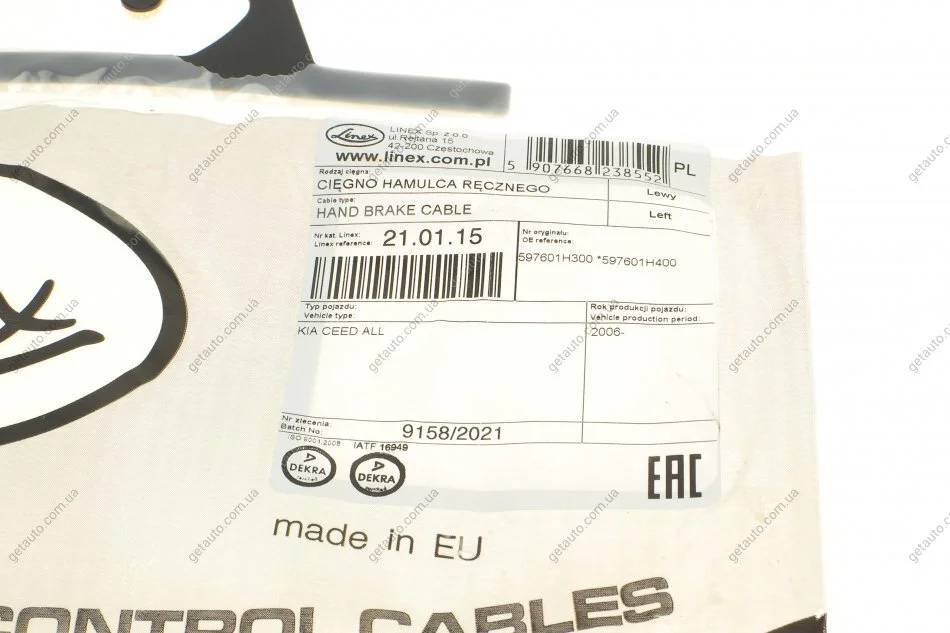 Linex
LINEX Sp. z o.o.
ul. Rejtana 15
42-200 Częstochowa
www.linex.com.pl
5 907668 238552
PL
Rodzaj cięgna:
CIĘGNO HAMULCA RĘCZNEGO
Lewy
Cable type:
HAND BRAKE CABLE
Left
Nr kat. Linex:
Linex reference:
21.01.15
Nr oryginału:
OE reference:
597601H300 *597601H400
Typ pojazdu:
Vehicle type:
Rok produkcji pojazdu:
Vehicle production period:
KIA CEED ALL
2006-
Nr zlecenia:
Batch No:
9158/2021
ISO 9001:2008
IATF 16949
DEKRA
DEKRA
EAC
made in EU
CONTROL CABLES
getauto.com.ua